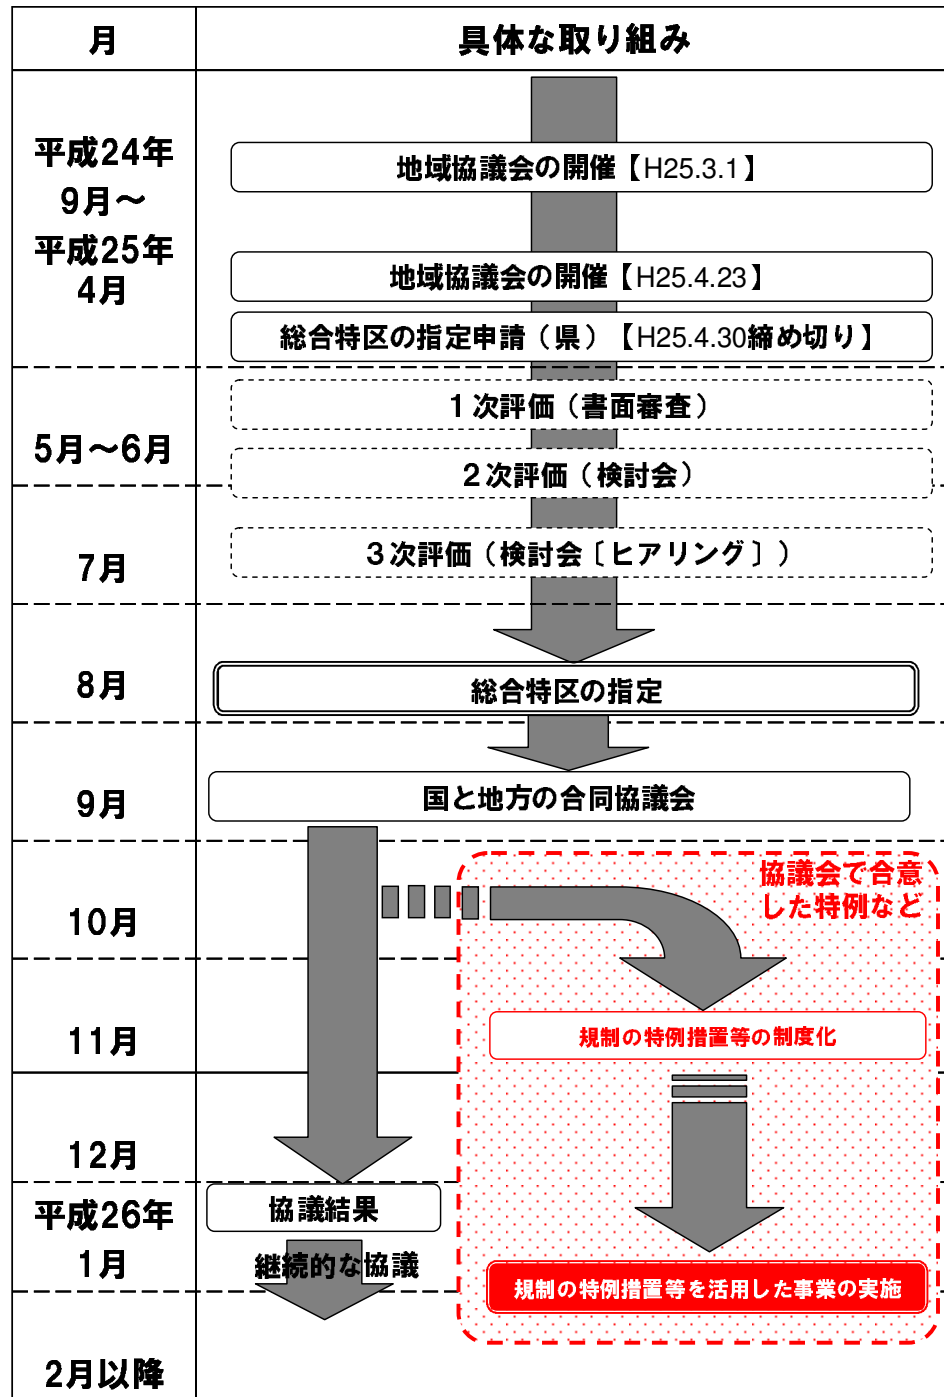 月
具体な取り組み
平成24年
9月～
平成25年
4月
地域協議会の開催【H25.3.1】
地域協議会の開催【H25.4.23】
総合特区の指定申請（県）【H25.4.30締め切り】
5月～6月
１次評価（書面審査）
２次評価（検討会）
7月
３次評価（検討会〔ヒアリング〕）
8月
総合特区の指定
9月
国と地方の合同協議会
10月
協議会で合意
した特例など
11月
規制の特例措置等の制度化
12月
平成26年
1月
協議結果
継続的な協議
規制の特例措置等を活用した事業の実施
2月以降